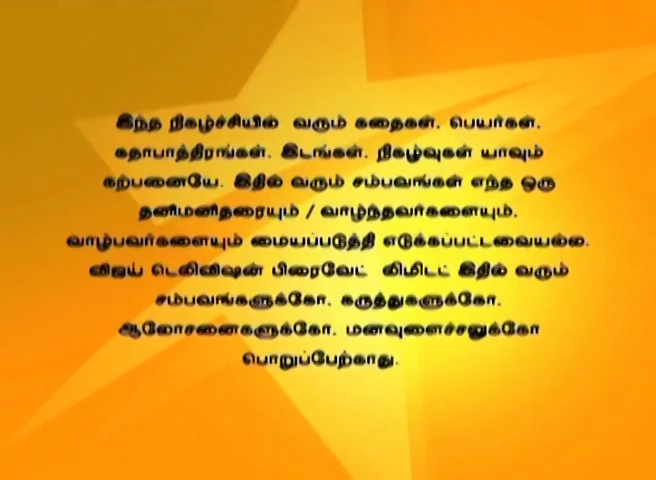 இந்த நிகழ்ச்சியில் வரும் கதைகள், பெயர்கள்,
கதாபாத்திரங்கள், இடங்கள், நிகழ்வுகள் யாவும்
கற்பனையே. இதில் வரும் சம்பவங்கள் எந்த ஒரு
தனிமனிதரையும் / வாழ்ந்தவர்களையும்,
வாழ்பவர்களையும் மையப்படுத்தி எடுக்கப்பட்டவையல்ல.
விஜய் டெலிவிஷன் பிரைவேட் லிமிடட் இதில் வரும்
சம்பவங்களுக்கோ, கருத்துகளுக்கோ,
ஆலோசனைகளுக்கோ, மனவுளைச்சலுக்கோ
பொறுப்பேற்காது.